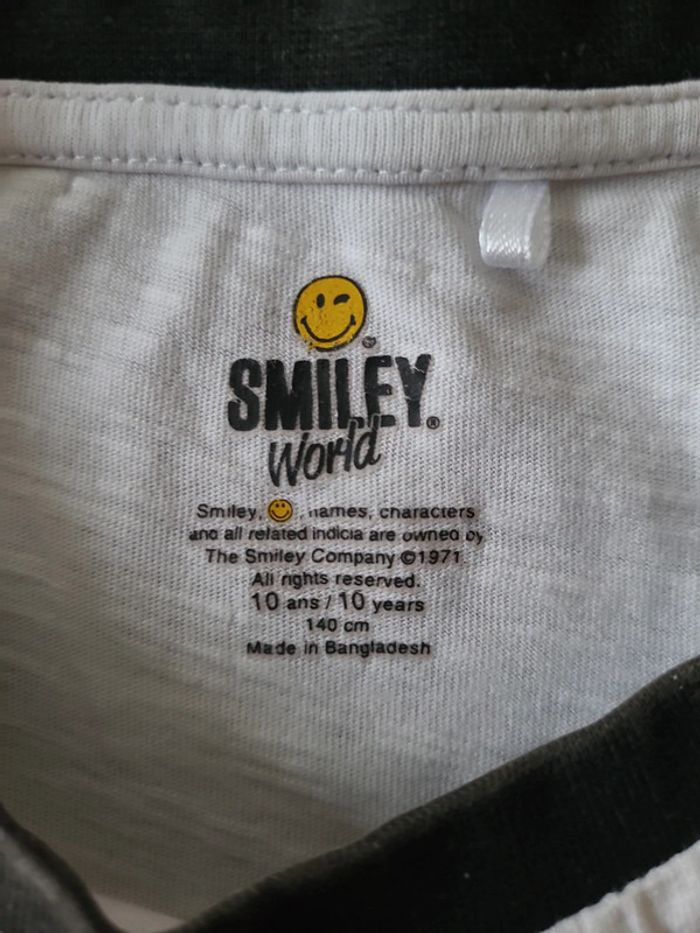 SMILEY®
World
Smiley, , names, characters
and all related indicia are owned by
The Smiley Company ©1971.
All rights reserved.
10 ans / 10 years
140 cm
Made in Bangladesh